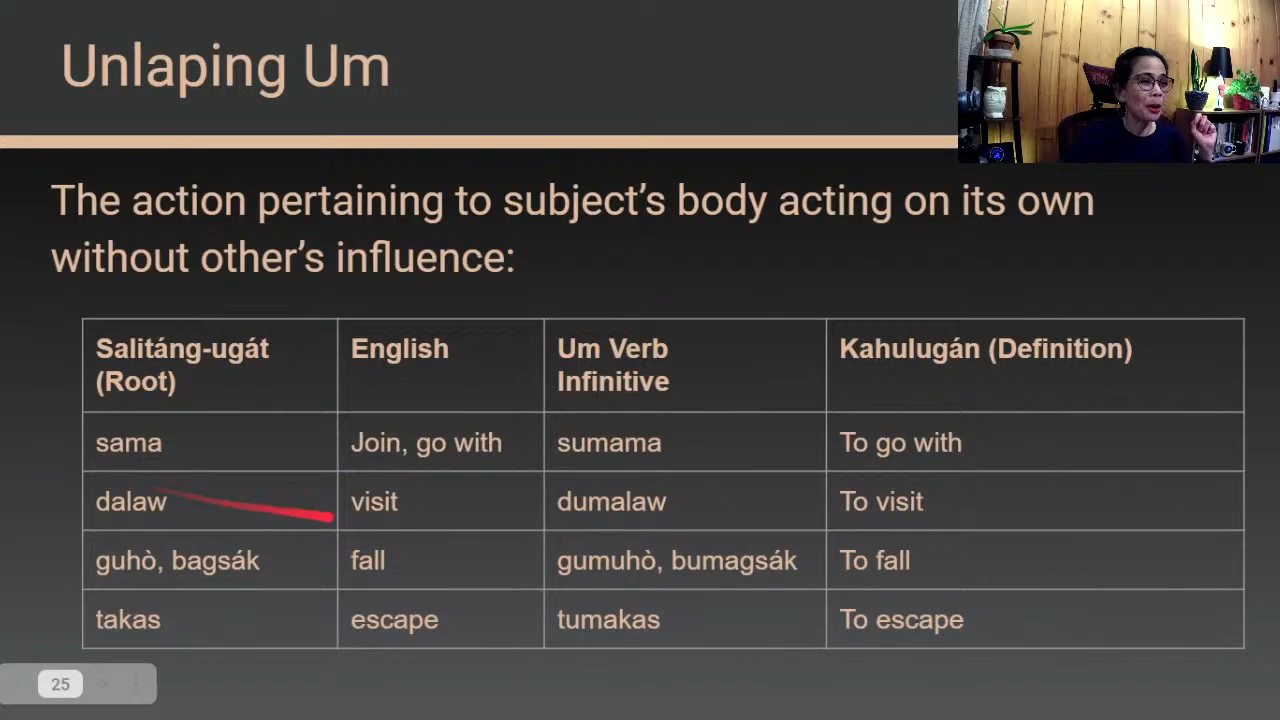 Unlaping Um
The action pertaining to subject’s body acting on its own
without other’s influence:
Salitáng-ugát
(Root)
English
Um Verb
Infinitive
Kahulugán (Definition)
sama
Join, go with
sumama
To go with
dalaw
visit
dumalaw
To visit
guhò, bagsák
fall
gumuhò, bumagsák
To fall
takas
escape
tumakas
To escape
25